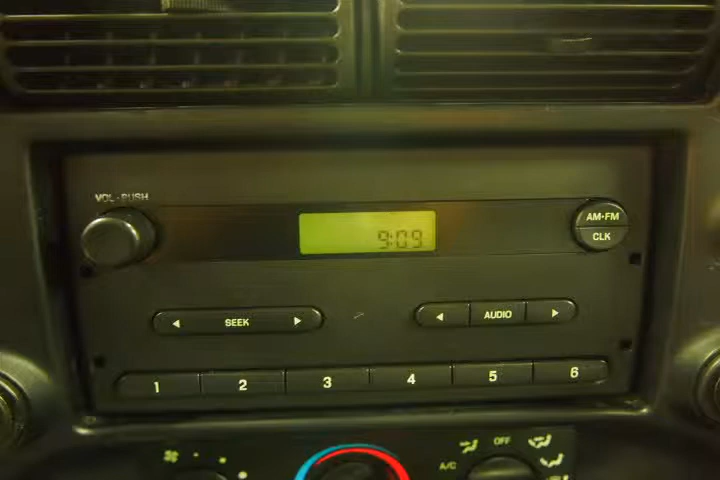 VOL-PUSH
9:09
AM-FM
CLK
SEEK
AUDIO
1 2 3 4 5 6
OFF
A/C